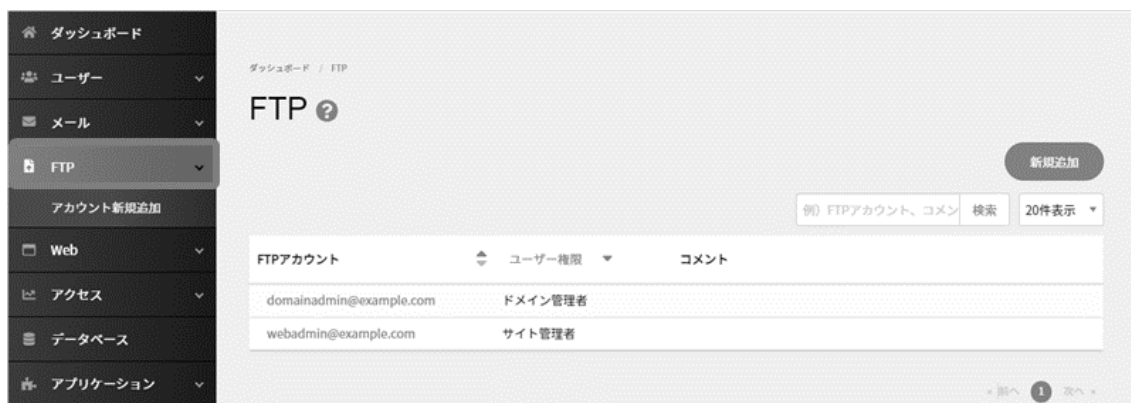 ダッシュボード
ユーザー
メール
FTP
アカウント新規追加
Web
アクセス
データベース
アプリケーション
ダッシュボード / FTP
FTP ?
新規追加
例）FTPアカウント、コメン 検索 20件表示
FTPアカウント ユーザー権限 コメント
domainadmin@example.com ドメイン管理者
webadmin@example.com サイト管理者
« 前へ 1 次へ »